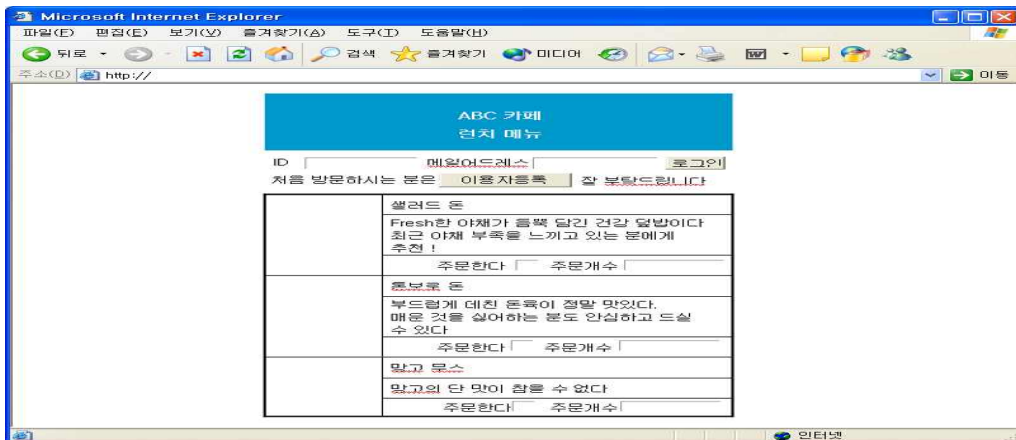 Microsoft Internet Explorer
파일(F) 편집(E) 보기(V) 즐겨찾기(A) 도구(T) 도움말(H)
뒤로 검색 즐겨찾기 미디어
주소(D) http:// 이동
ABC 카페
런치 메뉴
ID 메일어드레스 로그인
처음 방문하시는 분은 이용자등록 잘 부탁드립니다
샐러드 돈
Fresh한 야채가 듬뿍 담긴 건강 덮밥이다
최근 야채 부족을 느끼고 있는 분에게
추천 !
주문한다 주문개수
톤보로 돈
부드럽게 데친 돈육이 정말 맛있다.
매운 것을 싫어하는 분도 안심하고 드실
수 있다
주문한다 주문개수
맞고 무스
맞고의 단 맛이 참을 수 없다
주문한다 주문개수
인터넷